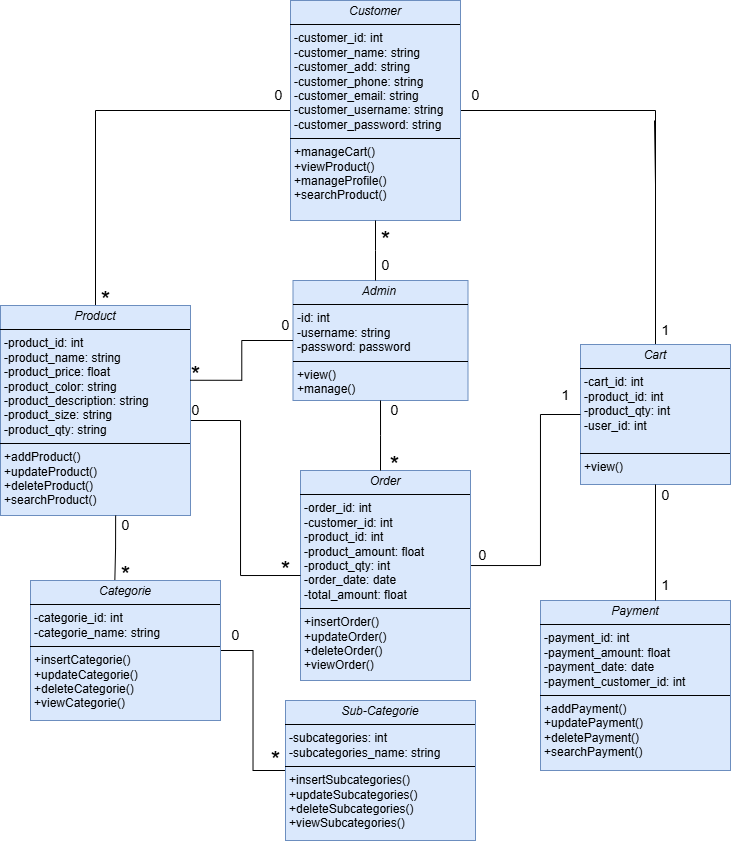 Customer
-customer_id: int
-customer_name: string
-customer_add: string
-customer_phone: string
-customer_email: string
-customer_username: string
-customer_password: string
+manageCart()
+viewProduct()
+manageProfile()
+searchProduct()
0
0
*
*
0
Admin
-id: int
-username: string
-password: password
+view()
+manage()
Product
-product_id: int
-product_name: string
-product_price: float
-product_color: string
-product_description: string
-product_size: string
-product_qty: string
+addProduct()
+updateProduct()
+deleteProduct()
+searchProduct()
0
*
0
1
Cart
-cart_id: int
-product_id: int
-product_qty: int
-user_id: int
+view()
1
0
*
Order
-order_id: int
-customer_id: int
-product_id: int
-product_amount: float
-product_qty: int
-order_date: date
-total_amount: float
+insertOrder()
+updateOrder()
+deleteOrder()
+viewOrder()
*
0
0
1
0
*
Categorie
-categorie_id: int
-categorie_name: string
+insertCategorie()
+updateCategorie()
+deleteCategorie()
+viewCategorie()
0
*
Payment
-payment_id: int
-payment_amount: float
-payment_date: date
-payment_customer_id: int
+addPayment()
+updatePayment()
+deletePayment()
+searchPayment()
Sub-Categorie
-subcategories: int
-subcategories_name: string
+insertSubcategories()
+updateSubcategories()
+deleteSubcategories()
+viewSubcategories()